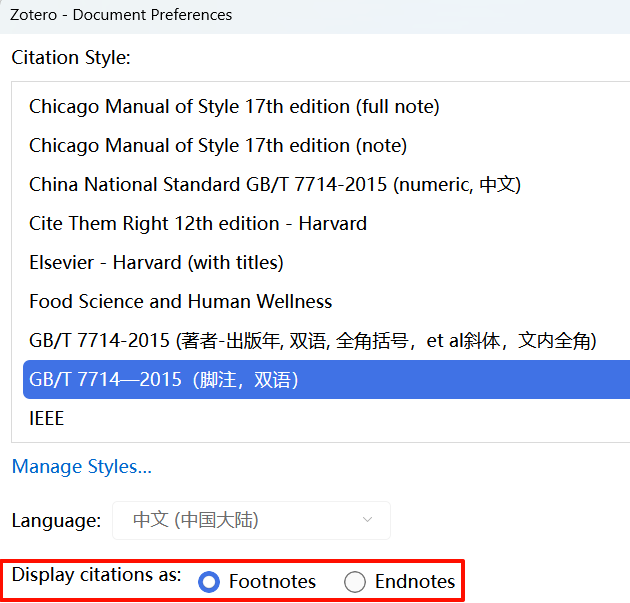 Zotero - Document Preferences
Citation Style:
Chicago Manual of Style 17th edition (full note)
Chicago Manual of Style 17th edition (note)
China National Standard GB/T 7714-2015 (numeric, 中文)
Cite Them Right 12th edition - Harvard
Elsevier - Harvard (with titles)
Food Science and Human Wellness
GB/T 7714-2015 (著者-出版年, 双语, 全角括号，et al斜体，文内全角)
GB/T 7714—2015（脚注，双语）
IEEE
Manage Styles...
Language: 中文 (中国大陆)
Display citations as: Footnotes Endnotes